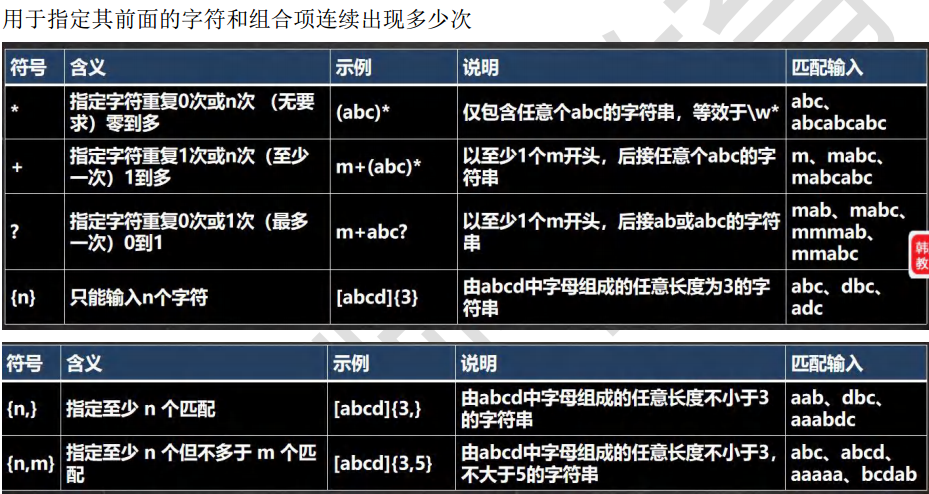 用于指定其前面的字符和组合项连续出现多少次
符号 含义 示例 说明 匹配输入
* 指定字符重复0次或n次 （无要求）零到多 (abc)* 仅包含任意个abc的字符串，等效于\w* abc、abcabcabc
+ 指定字符重复1次或n次（至少一次）1到多 m+(abc)* 以至少1个m开头，后接任意个abc的字符串 m、mabc、mabcabc
? 指定字符重复0次或1次（最多一次）0到1 m+abc? 以至少1个m开头，后接ab或abc的字符串 mab、mabc、mmmab、mmabc
{n} 只能输入n个字符 [abcd]{3} 由abcd中字母组成的任意长度为3的字符串 abc、dbc、adc
韩
教
符号 含义 示例 说明 匹配输入
{n,} 指定至少 n 个匹配 [abcd]{3,} 由abcd中字母组成的任意长度不小于3的字符串 aab、dbc、aaabdc
{n,m} 指定至少 n 个但不多于 m 个匹配 [abcd]{3,5} 由abcd中字母组成的任意长度不小于3，不大于5的字符串 abc、abcd、aaaaa、bcdab